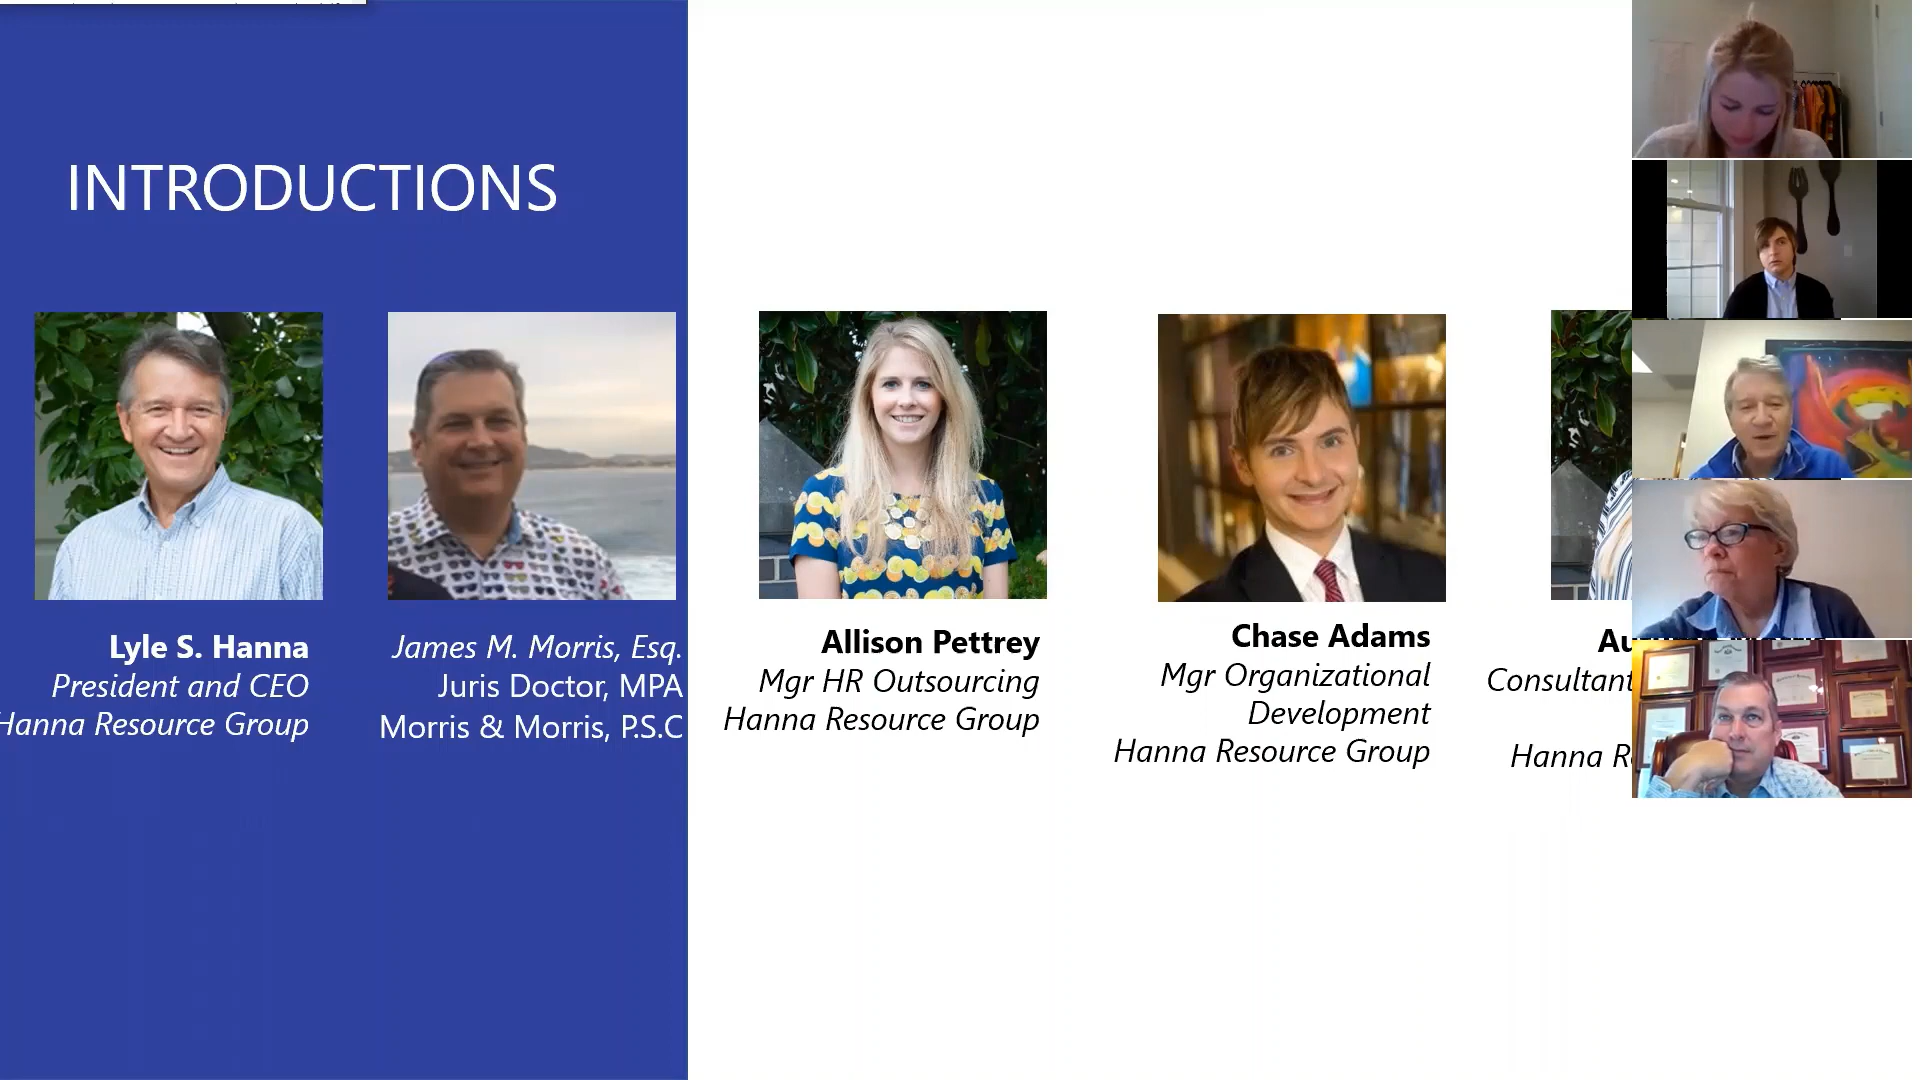 INTRODUCTIONS
Lyle S. Hanna
President and CEO
Hanna Resource Group
James M. Morris, Esq.
Juris Doctor, MPA
Morris & Morris, P.S.C
Allison Pettrey
Mgr HR Outsourcing
Hanna Resource Group
Chase Adams
Mgr Organizational
Development
Hanna Resource Group
Consultant
Hanna